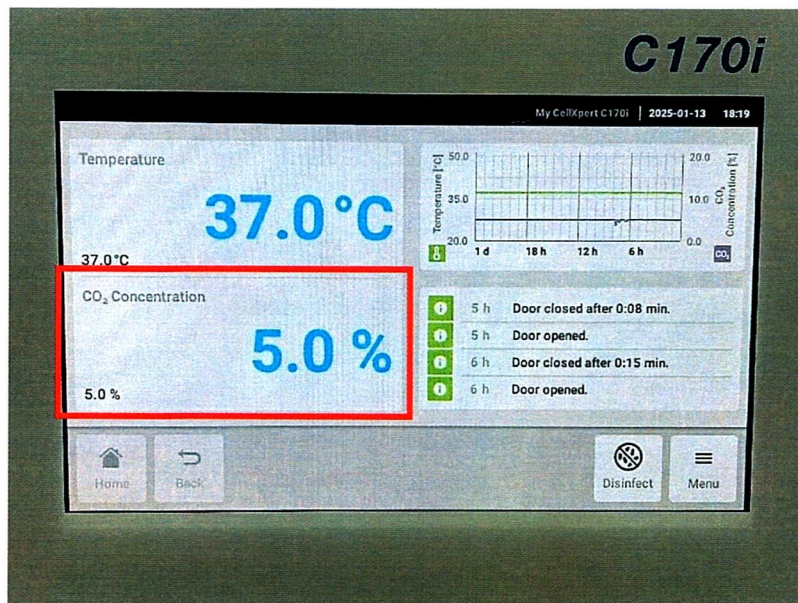 C170i
My CellXpert C170i | 2025-01-13 18:19
Temperature
37.0°C
37.0°C
CO₂ Concentration
5.0 %
5.0 %
Temperature [°C]
50.0
35.0
20.0
20.0
10.0
0.0
CO₂
Concentration [%]
1 d 18 h 12 h 6 h
CO₂
5 h Door closed after 0:08 min.
5 h Door opened.
6 h Door closed after 0:15 min.
6 h Door opened.
Home
Back
Disinfect
Menu